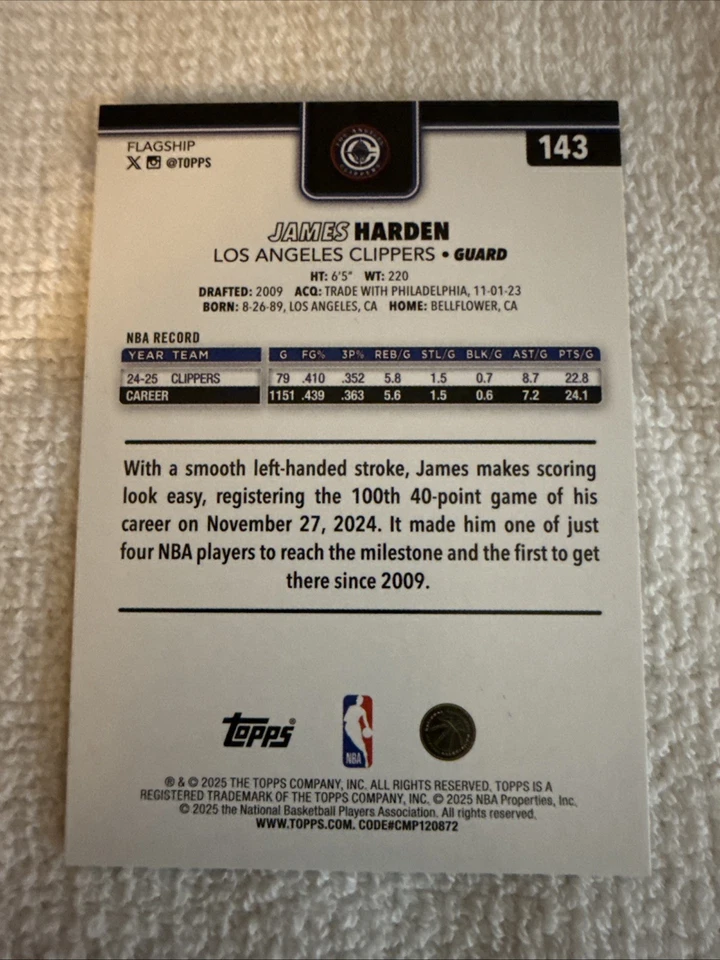 FLAGSHIP
@TOPPS
LOS ANGELES
CLIPPERS
143
JAMES HARDEN
LOS ANGELES CLIPPERS • GUARD
HT: 6'5" WT: 220
DRAFTED: 2009 ACQ: TRADE WITH PHILADELPHIA, 11-01-23
BORN: 8-26-89, LOS ANGELES, CA HOME: BELLFLOWER, CA
NBA RECORD
YEAR TEAM G FG% 3P% REB/G STL/G BLK/G AST/G PTS/G
24-25 CLIPPERS 79 .410 .352 5.8 1.5 0.7 8.7 22.8
CAREER 1151 .439 .363 5.6 1.5 0.6 7.2 24.1
With a smooth left-handed stroke, James makes scoring
look easy, registering the 100th 40-point game of his
career on November 27, 2024. It made him one of just
four NBA players to reach the milestone and the first to get
there since 2009.
Topps®
NBA
® & © 2025 THE TOPPS COMPANY, INC. ALL RIGHTS RESERVED. TOPPS IS A
REGISTERED TRADEMARK OF THE TOPPS COMPANY, INC. © 2025 NBA Properties, Inc.
© 2025 the National Basketball Players Association. All rights reserved.
WWW.TOPPS.COM. CODE#CMP120872